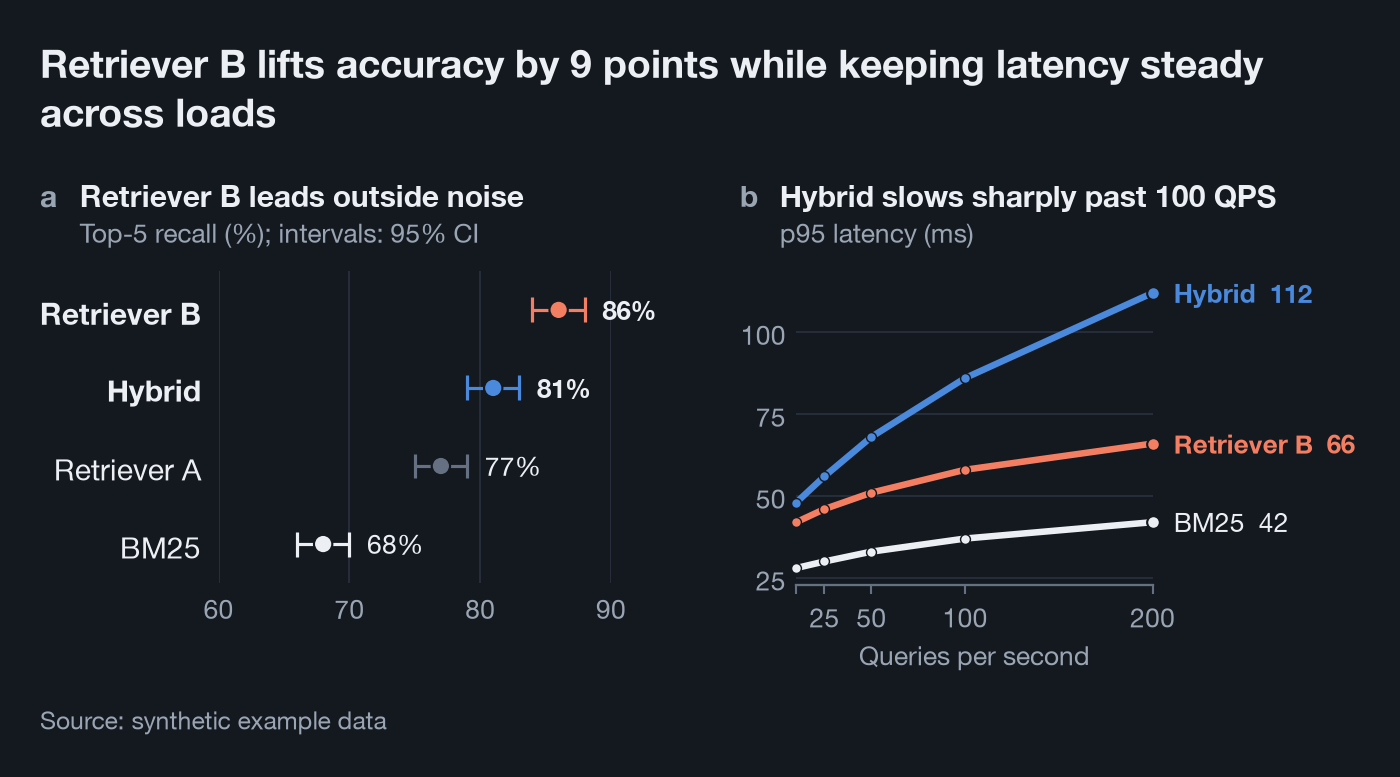 Retriever B lifts accuracy by 9 points while keeping latency steady
across loads
a Retriever B leads outside noise
Top-5 recall (%); intervals: 95% CI
Retriever B 86%
Hybrid 81%
Retriever A 77%
BM25 68%
60 70 80 90
b Hybrid slows sharply past 100 QPS
p95 latency (ms)
Hybrid 112
100
75
Retriever B 66
50
BM25 42
25
25 50 100 200
Queries per second
Source: synthetic example data